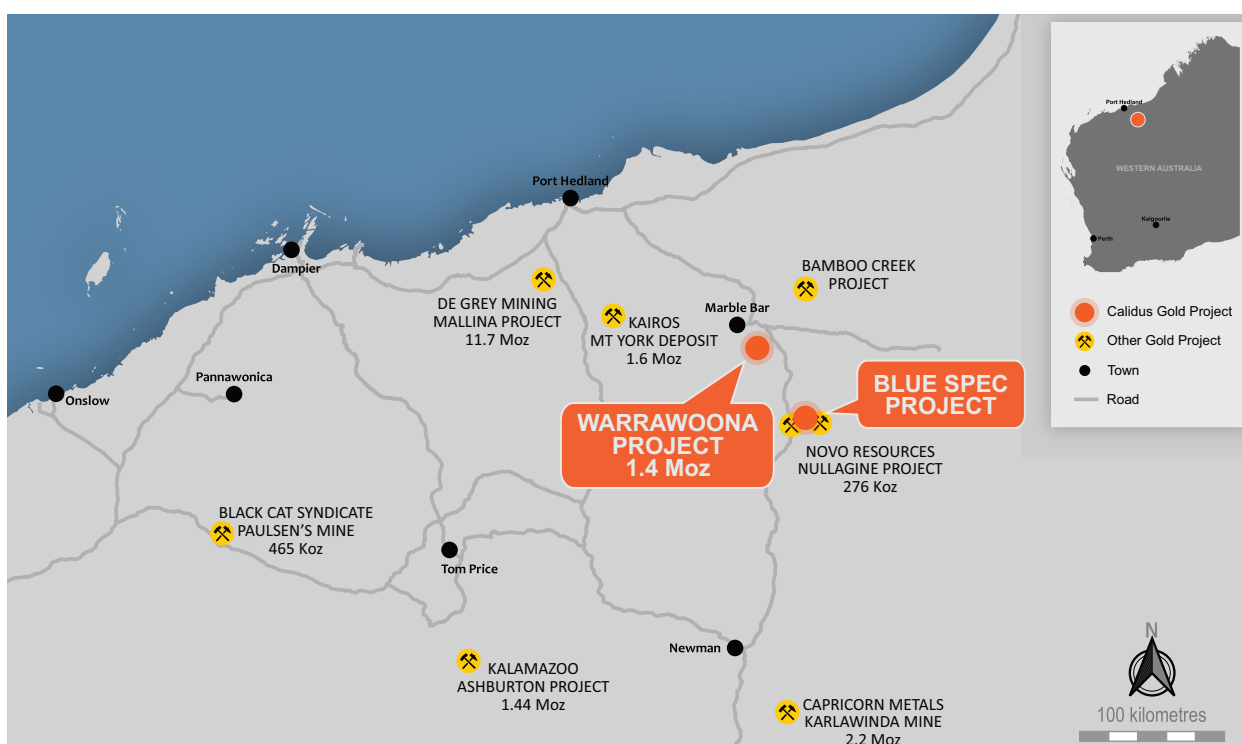 Port Hedland
Dampier
DE GREY MINING
MALLINA PROJECT
11.7 Moz
KAIROS
MT YORK DEPOSIT
1.6 Moz
BAMBOO CREEK
PROJECT
Marble Bar
Onslow
Pannawonica
WARRAWOONA
PROJECT
1.4 Moz
BLUE SPEC
PROJECT
NOVO RESOURCES
NULLAGINE PROJECT
276 Koz
BLACK CAT SYNDICATE
PAULSEN'S MINE
465 Koz
Tom Price
Newman
KALAMAZOO
ASHBURTON PROJECT
1.44 Moz
CAPRICORN METALS
KARLAWINDA MINE
2.2 Moz
Port Hedland
WESTERN AUSTRALIA
Kalgoorlie
Perth
Calidus Gold Project
Other Gold Project
Town
Road
N
100 kilometres